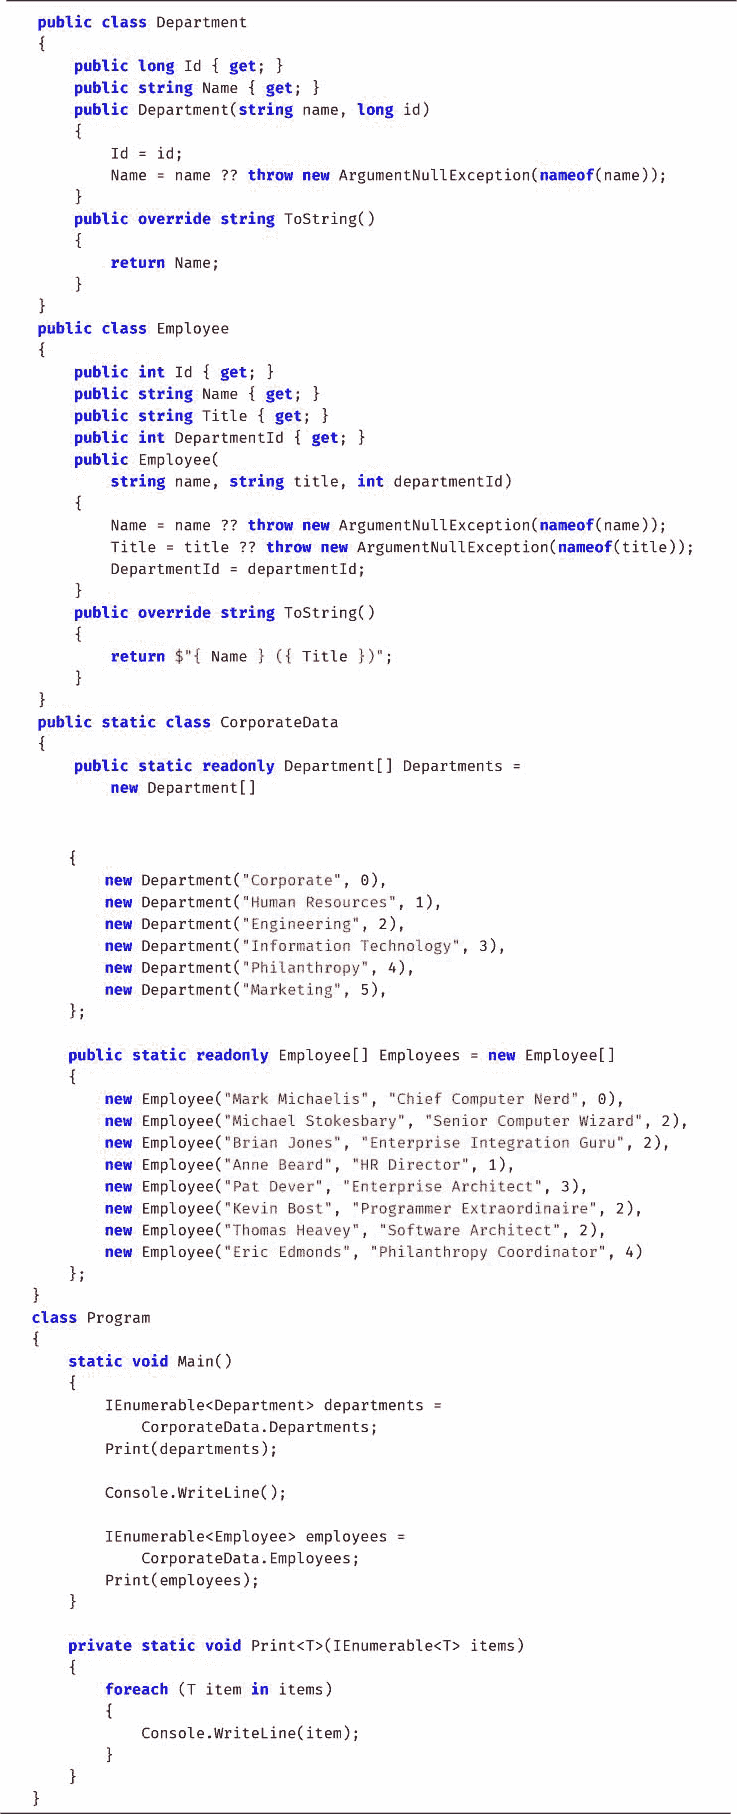 public class Department
{
    public long Id { get; }
    public string Name { get; }
    public Department(string name, long id)
    {
        Id = id;
        Name = name ?? throw new ArgumentNullException(nameof(name));
    }
    public override string ToString()
    {
        return Name;
    }
}
public class Employee
{
    public int Id { get; }
    public string Name { get; }
    public string Title { get; }
    public int DepartmentId { get; }
    public Employee(
        string name, string title, int departmentId)
    {
        Name = name ?? throw new ArgumentNullException(nameof(name));
        Title = title ?? throw new ArgumentNullException(nameof(title));
        DepartmentId = departmentId;
    }
    public override string ToString()
    {
        return $"{ Name } ({ Title })";
    }
}
public static class CorporateData
{
    public static readonly Department[] Departments =
        new Department[]
    {
        new Department("Corporate", 0),
        new Department("Human Resources", 1),
        new Department("Engineering", 2),
        new Department("Information Technology", 3),
        new Department("Philanthropy", 4),
        new Department("Marketing", 5),
    };

    public static readonly Employee[] Employees = new Employee[]
    {
        new Employee("Mark Michaelis", "Chief Computer Nerd", 0),
        new Employee("Michael Stokesbary", "Senior Computer Wizard", 2),
        new Employee("Brian Jones", "Enterprise Integration Guru", 2),
        new Employee("Anne Beard", "HR Director", 1),
        new Employee("Pat Dever", "Enterprise Architect", 3),
        new Employee("Kevin Bost", "Programmer Extraordinaire", 2),
        new Employee("Thomas Heavey", "Software Architect", 2),
        new Employee("Eric Edmonds", "Philanthropy Coordinator", 4)
    };
}
class Program
{
    static void Main()
    {
        IEnumerable<Department> departments =
            CorporateData.Departments;
        Print(departments);

        Console.WriteLine();

        IEnumerable<Employee> employees =
            CorporateData.Employees;
        Print(employees);
    }

    private static void Print<T>(IEnumerable<T> items)
    {
        foreach (T item in items)
        {
            Console.WriteLine(item);
        }
    }
}